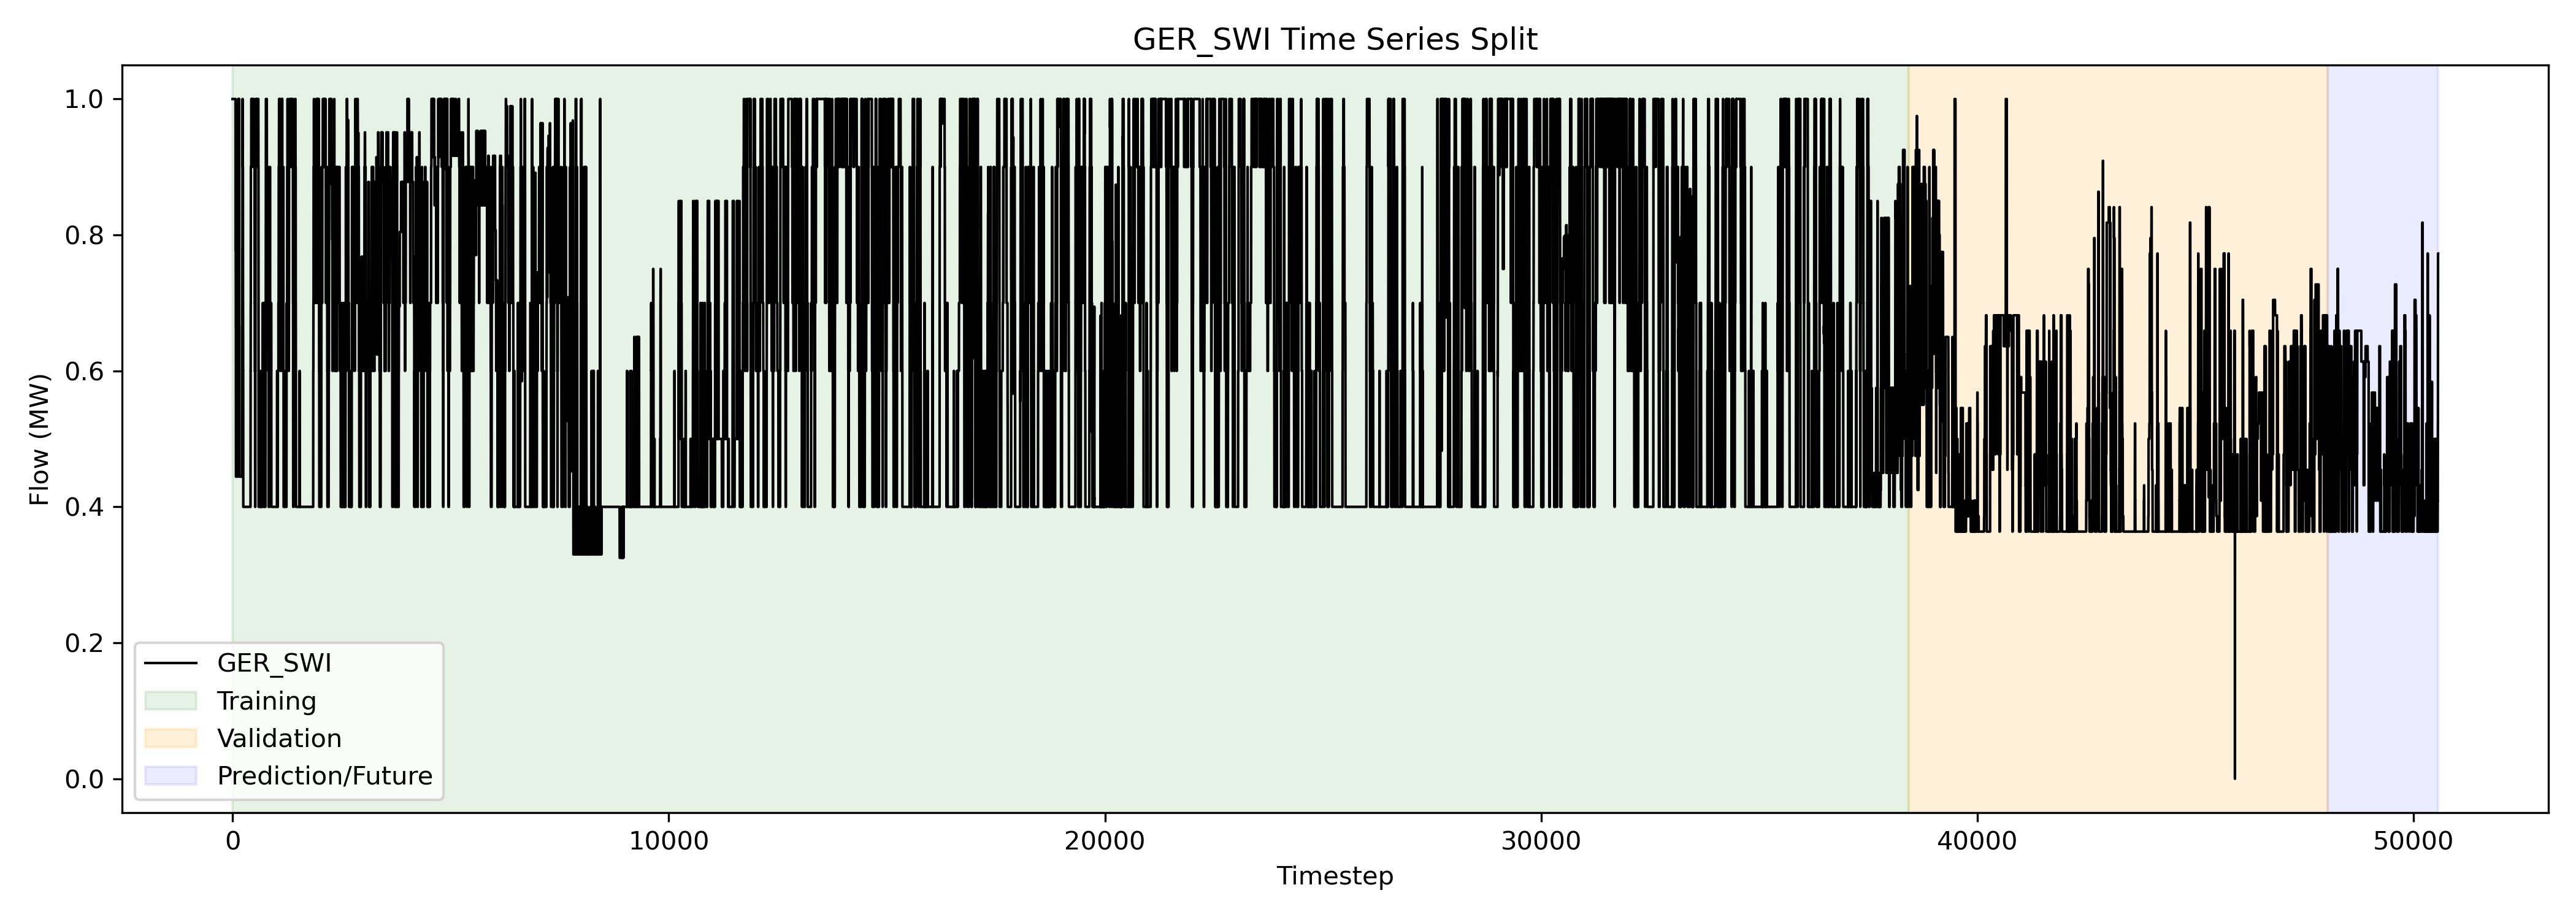 GER_SWI Time Series Split
Flow (MW)
1.0
0.8
0.6
0.4
0.2
0.0
GER_SWI
Training
Validation
Prediction/Future
0 10000 20000 30000 40000 50000
Timestep